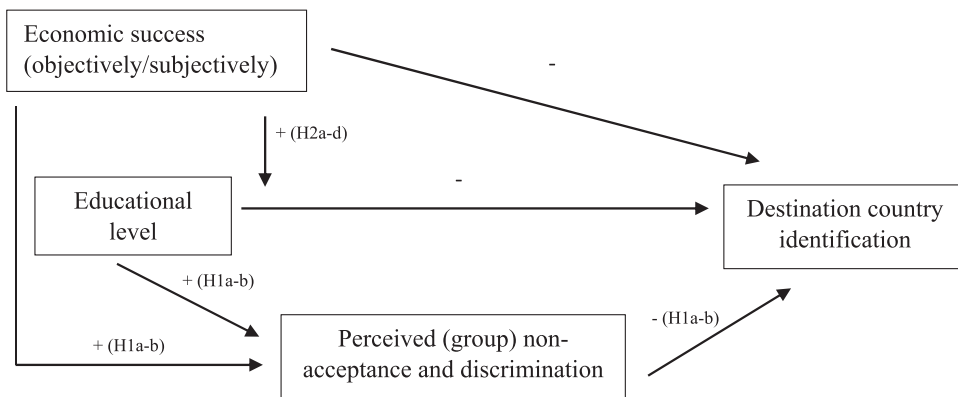 Economic success
(objectively/subjectively)
-
+ (H2a-d)
Educational
level
-
Destination country
identification
+ (H1a-b)
- (H1a-b)
+ (H1a-b)
Perceived (group) non-
acceptance and discrimination